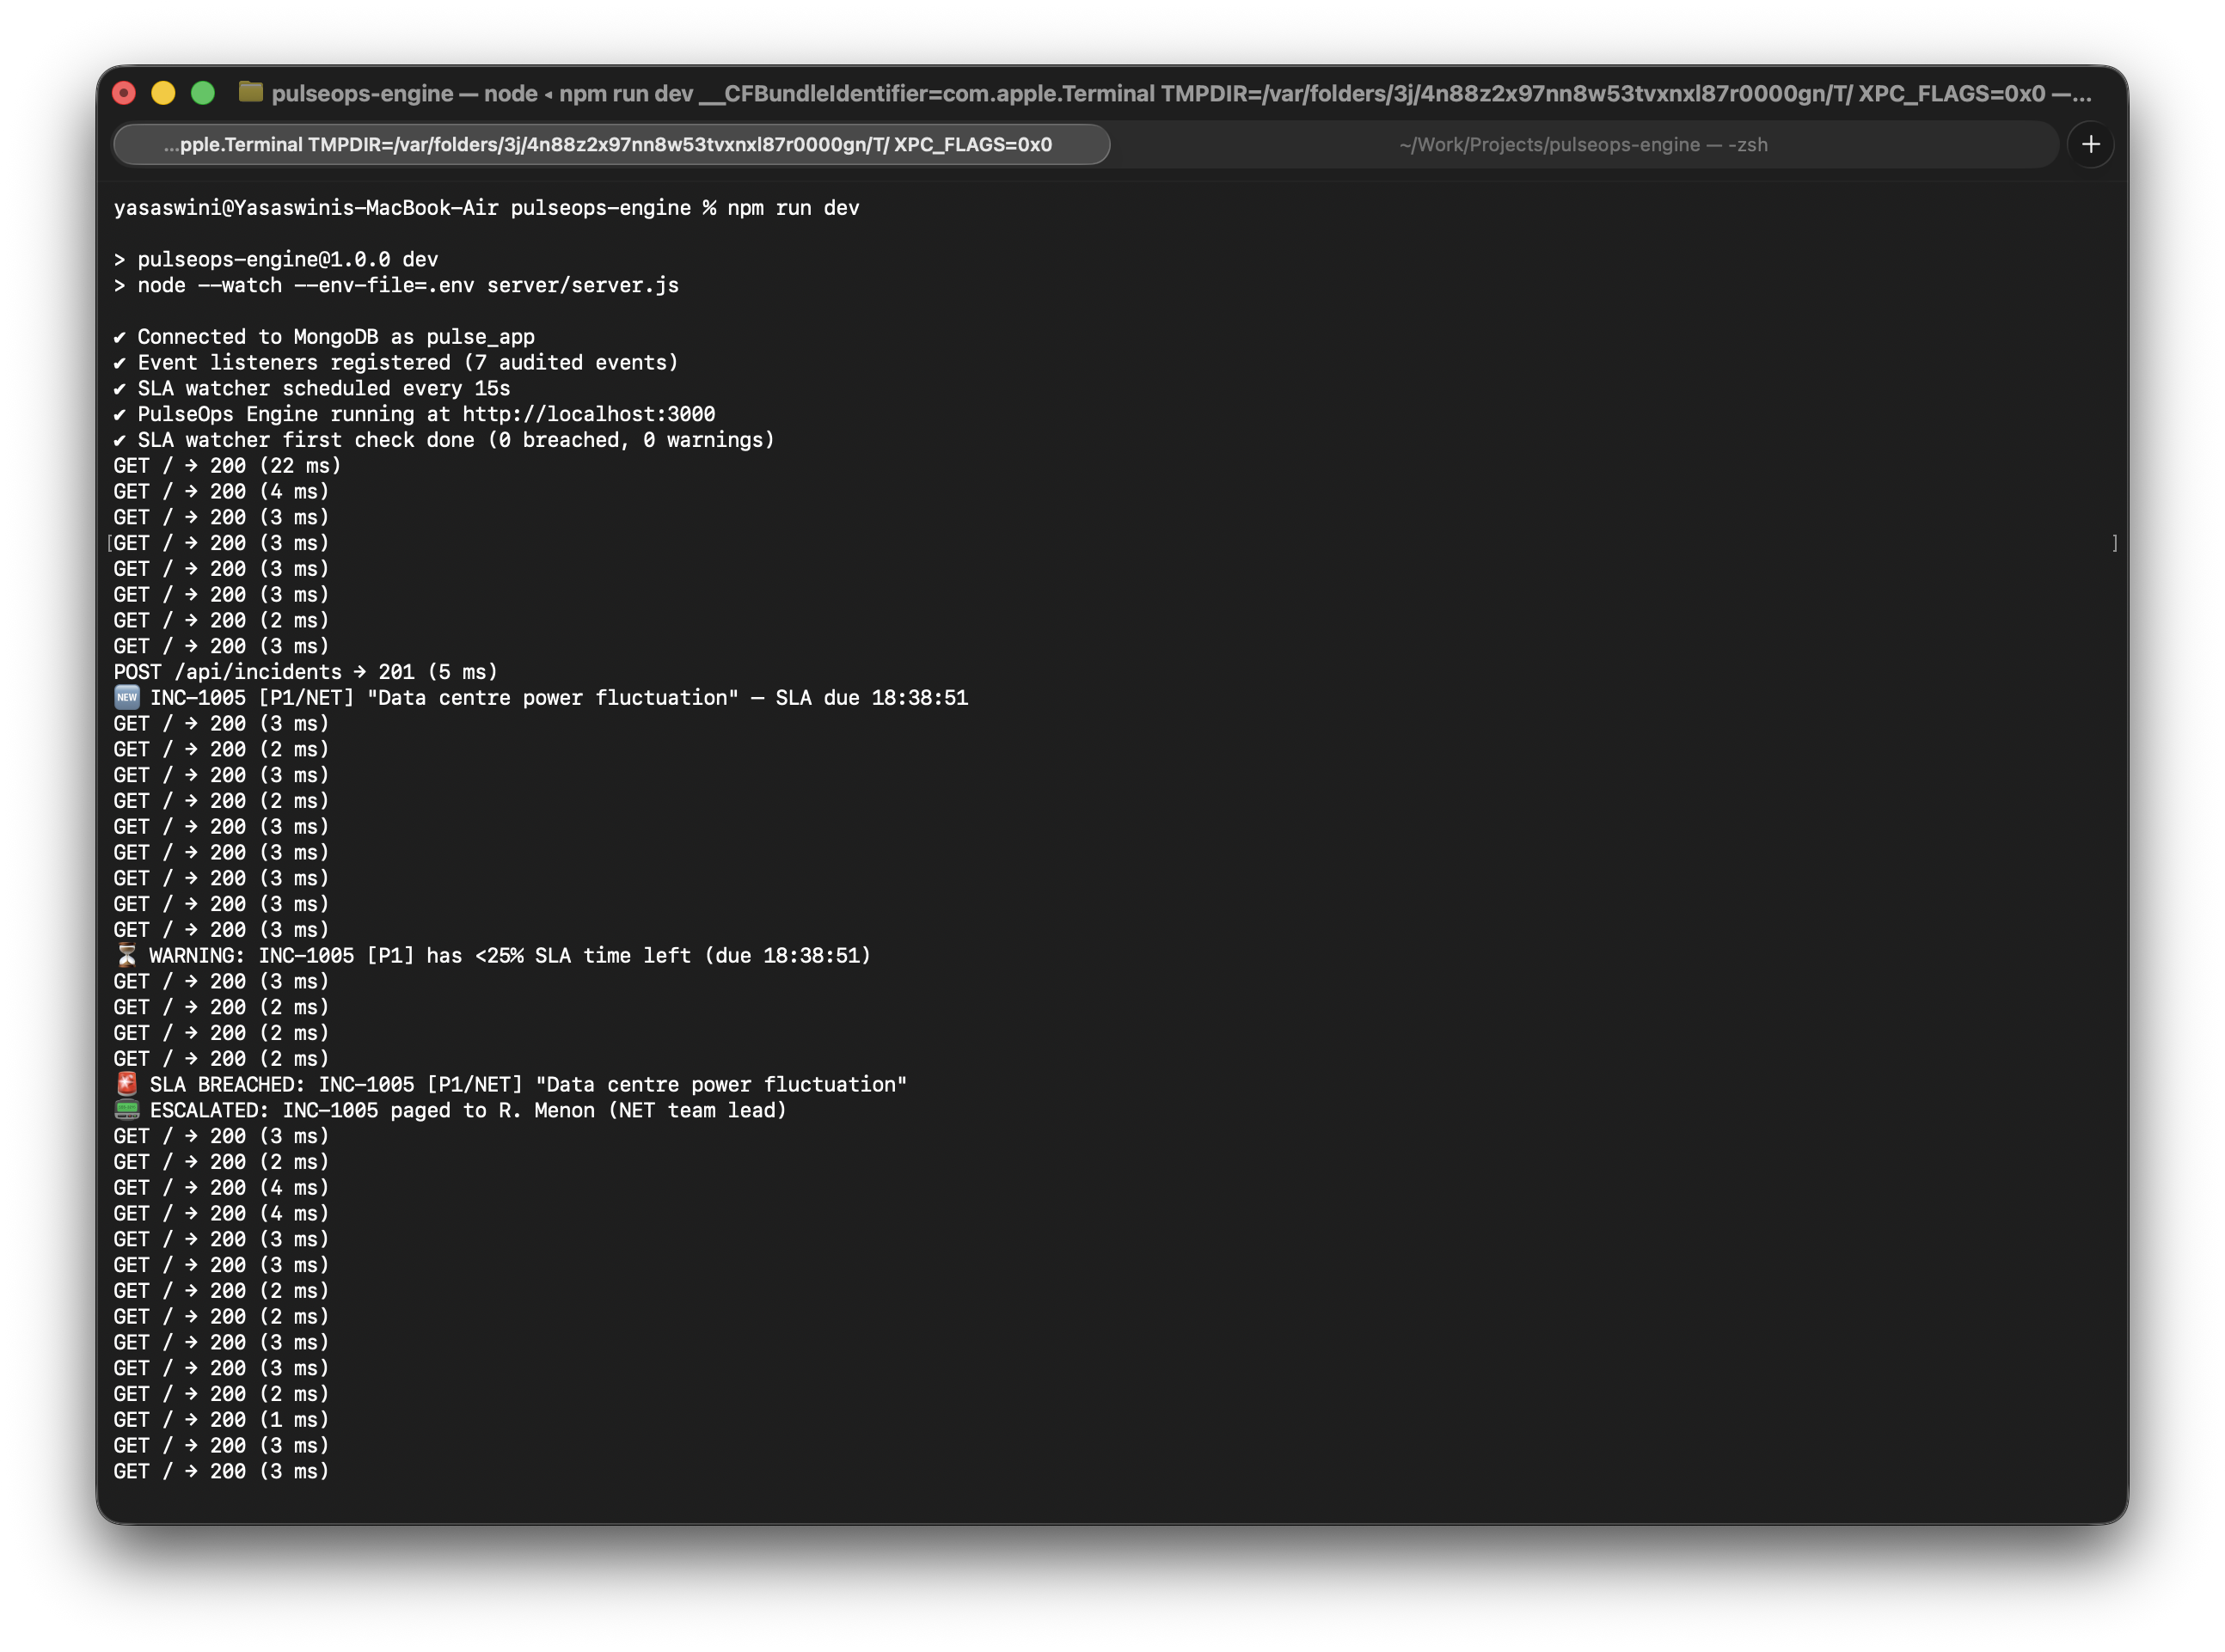 pulseops-engine — node ◂ npm run dev __CFBundleIdentifier=com.apple.Terminal TMPDIR=/var/folders/3j/4n88z2x97nn8w53tvxnxl87r0000gn/T/ XPC_FLAGS=0x0 —...
...pple.Terminal TMPDIR=/var/folders/3j/4n88z2x97nn8w53tvxnxl87r0000gn/T/ XPC_FLAGS=0x0
~/Work/Projects/pulseops-engine — -zsh
+
yasaswini@Yasaswinis-MacBook-Air pulseops-engine % npm run dev
> pulseops-engine@1.0.0 dev
> node --watch --env-file=.env server/server.js
✔ Connected to MongoDB as pulse_app
✔ Event listeners registered (7 audited events)
✔ SLA watcher scheduled every 15s
✔ PulseOps Engine running at http://localhost:3000
✔ SLA watcher first check done (0 breached, 0 warnings)
GET / → 200 (22 ms)
GET / → 200 (4 ms)
GET / → 200 (3 ms)
[GET / → 200 (3 ms) ]
GET / → 200 (3 ms)
GET / → 200 (3 ms)
GET / → 200 (2 ms)
GET / → 200 (3 ms)
POST /api/incidents → 201 (5 ms)
🆕 INC-1005 [P1/NET] "Data centre power fluctuation" — SLA due 18:38:51
GET / → 200 (3 ms)
GET / → 200 (2 ms)
GET / → 200 (3 ms)
GET / → 200 (2 ms)
GET / → 200 (3 ms)
GET / → 200 (3 ms)
GET / → 200 (3 ms)
GET / → 200 (3 ms)
GET / → 200 (3 ms)
⏳ WARNING: INC-1005 [P1] has <25% SLA time left (due 18:38:51)
GET / → 200 (3 ms)
GET / → 200 (2 ms)
GET / → 200 (2 ms)
GET / → 200 (2 ms)
🚨 SLA BREACHED: INC-1005 [P1/NET] "Data centre power fluctuation"
📟 ESCALATED: INC-1005 paged to R. Menon (NET team lead)
GET / → 200 (3 ms)
GET / → 200 (2 ms)
GET / → 200 (4 ms)
GET / → 200 (4 ms)
GET / → 200 (3 ms)
GET / → 200 (3 ms)
GET / → 200 (2 ms)
GET / → 200 (2 ms)
GET / → 200 (3 ms)
GET / → 200 (3 ms)
GET / → 200 (2 ms)
GET / → 200 (1 ms)
GET / → 200 (3 ms)
GET / → 200 (3 ms)